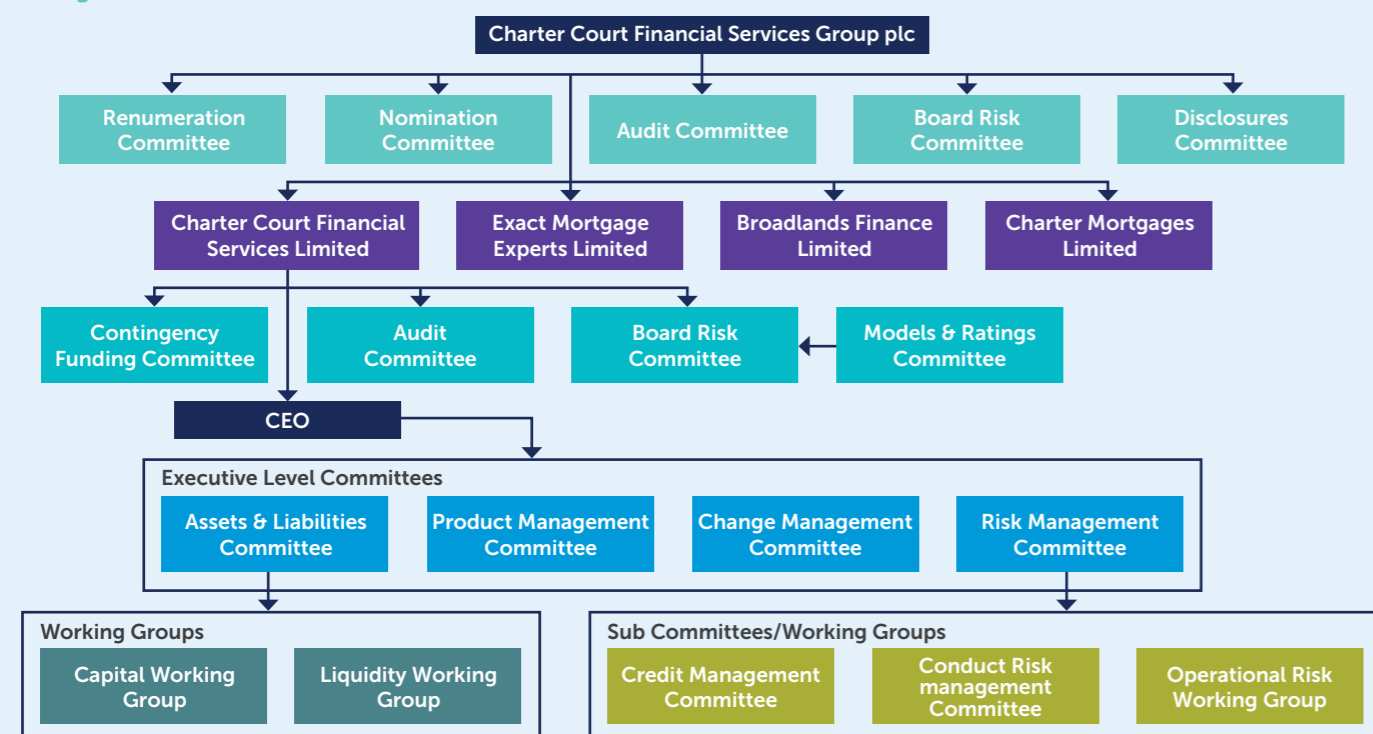 Charter Court Financial Services Group plc
Renumeration
Committee
Nomination
Committee
Audit Committee
Board Risk
Committee
Disclosures
Committee
Charter Court Financial
Services Limited
Exact Mortgage
Experts Limited
Broadlands Finance
Limited
Charter Mortgages
Limited
Contingency
Funding Committee
Audit
Committee
Board Risk
Committee
Models & Ratings
Committee
CEO
Executive Level Committees
Assets & Liabilities
Committee
Product Management
Committee
Change Management
Committee
Risk Management
Committee
Working Groups
Capital Working
Group
Liquidity Working
Group
Sub Committees/Working Groups
Credit Management
Committee
Conduct Risk
management
Committee
Operational Risk
Working Group